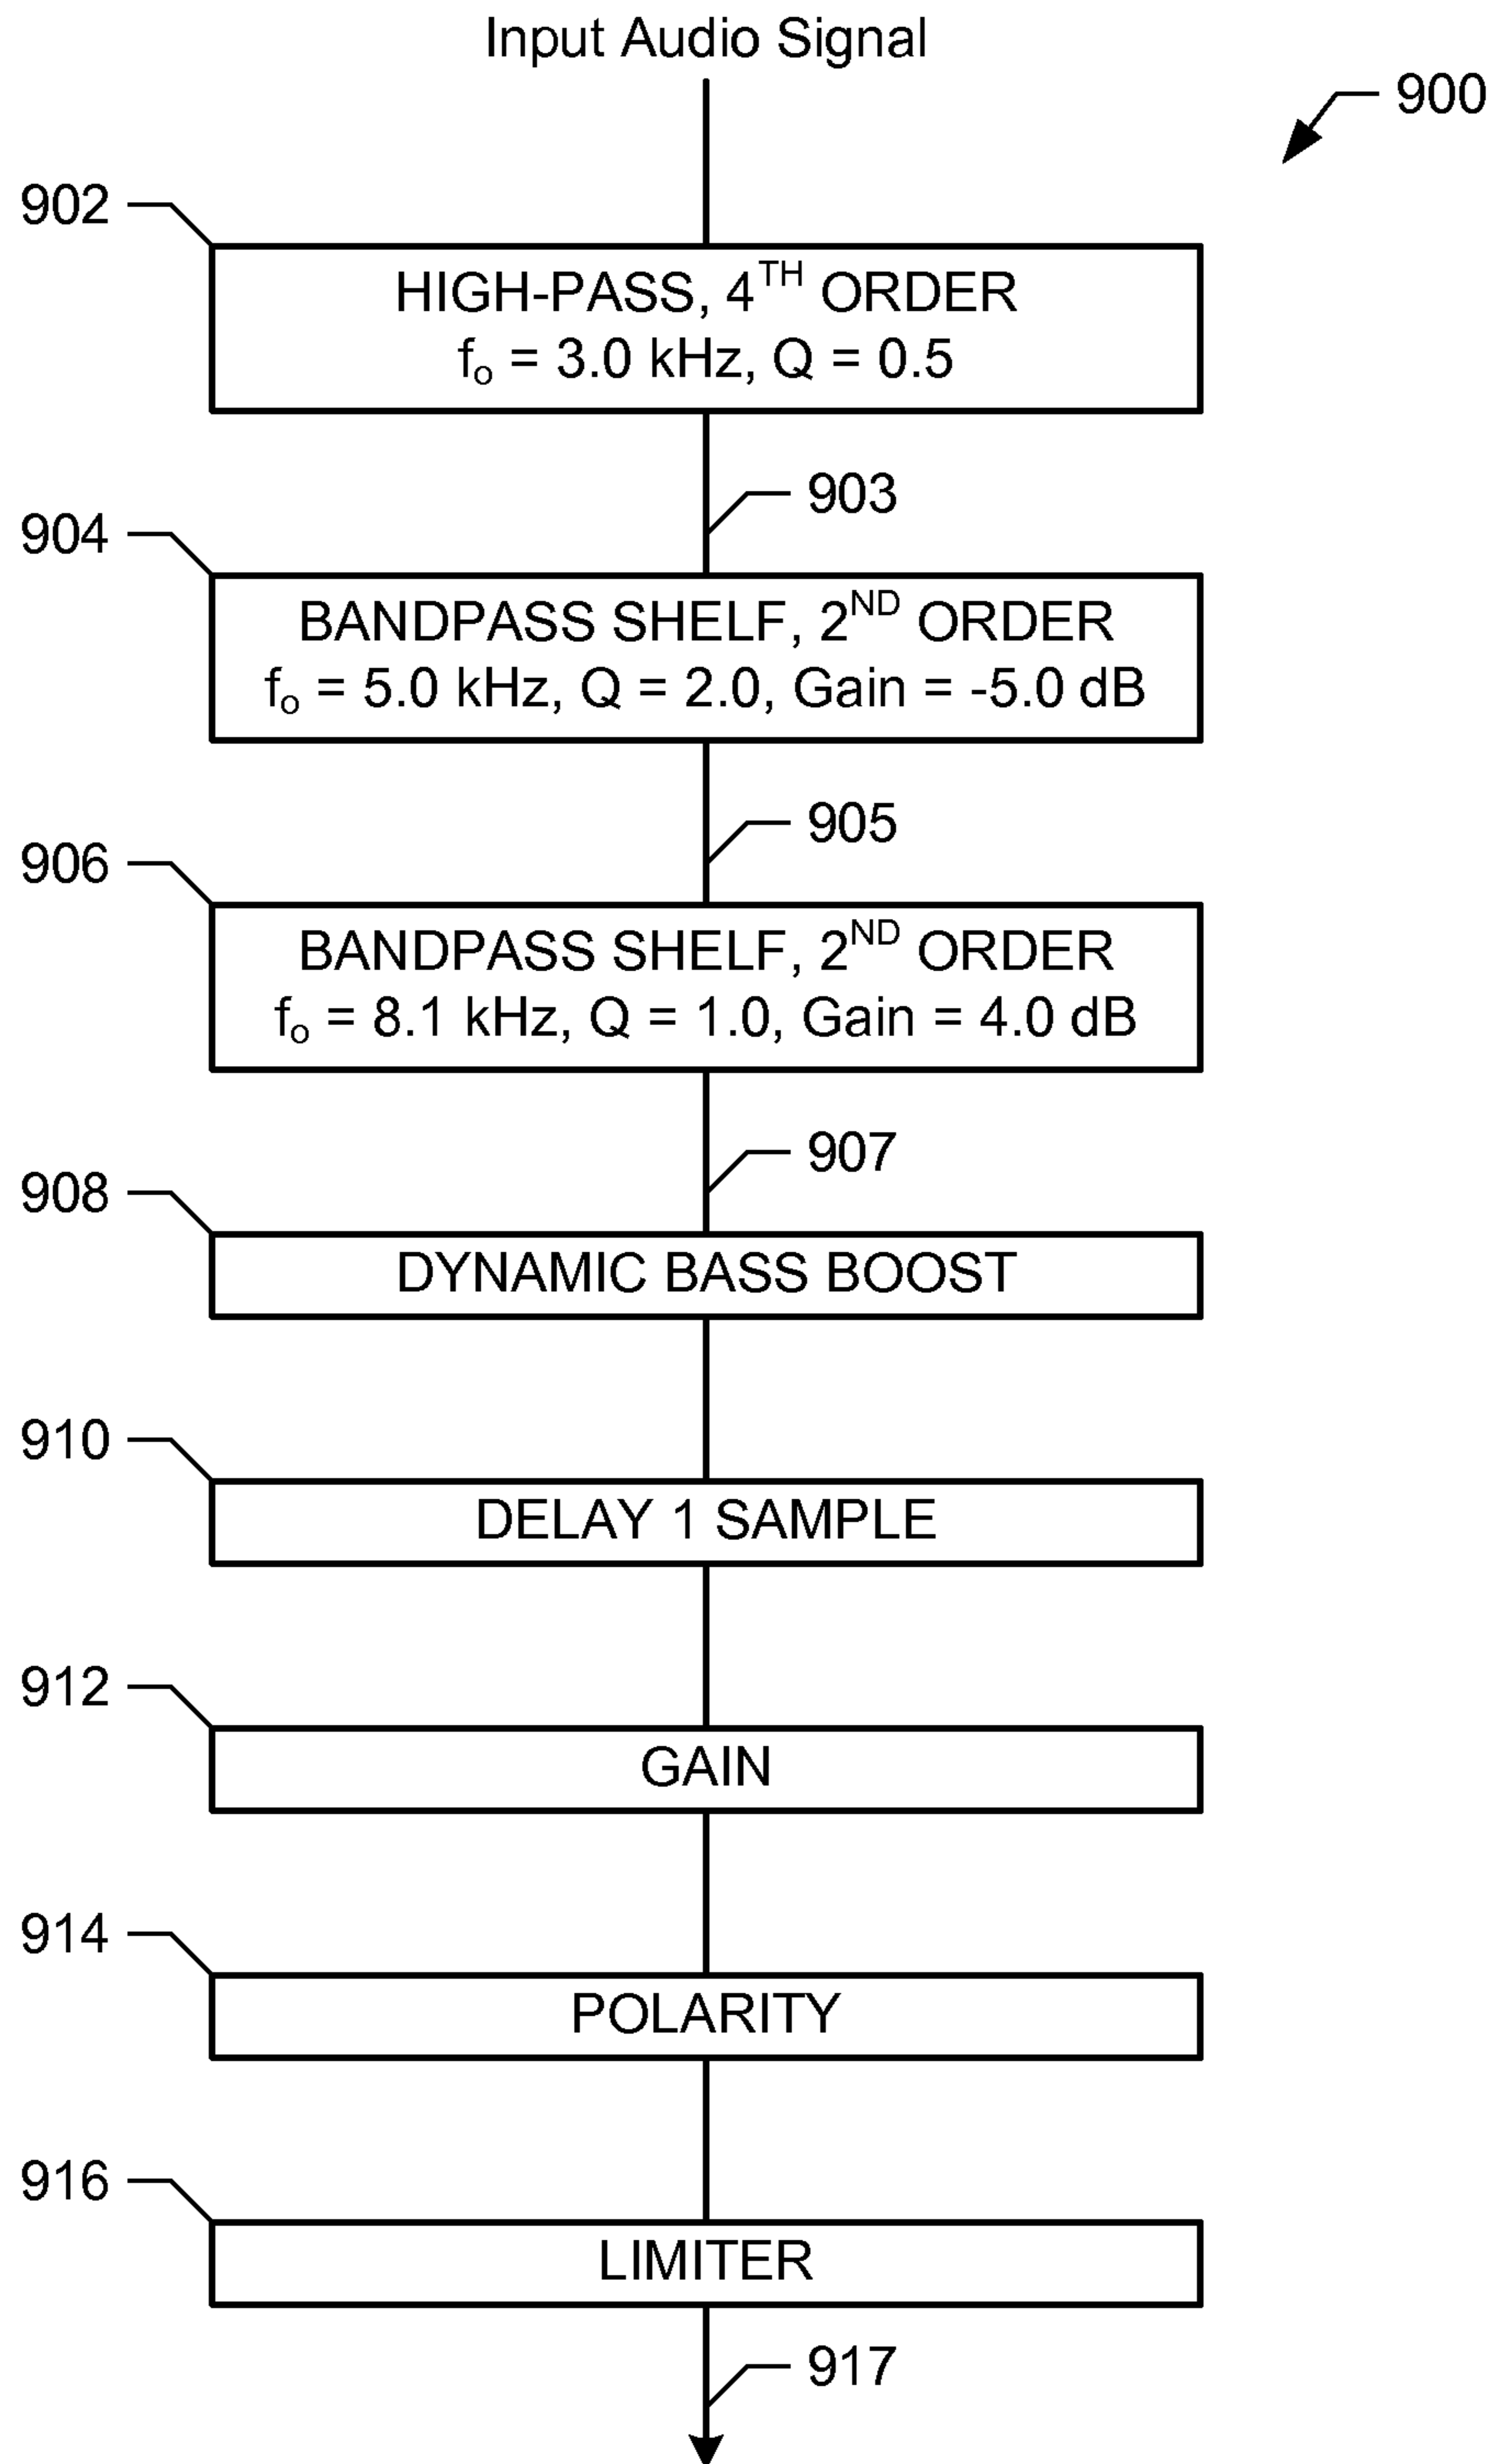 Input Audio Signal
900
902
HIGH-PASS, 4TH ORDER
fo = 3.0 kHz, Q = 0.5
903
904
BANDPASS SHELF, 2ND ORDER
fo = 5.0 kHz, Q = 2.0, Gain = -5.0 dB
905
906
BANDPASS SHELF, 2ND ORDER
fo = 8.1 kHz, Q = 1.0, Gain = 4.0 dB
907
908
DYNAMIC BASS BOOST
910
DELAY 1 SAMPLE
912
GAIN
914
POLARITY
916
LIMITER
917